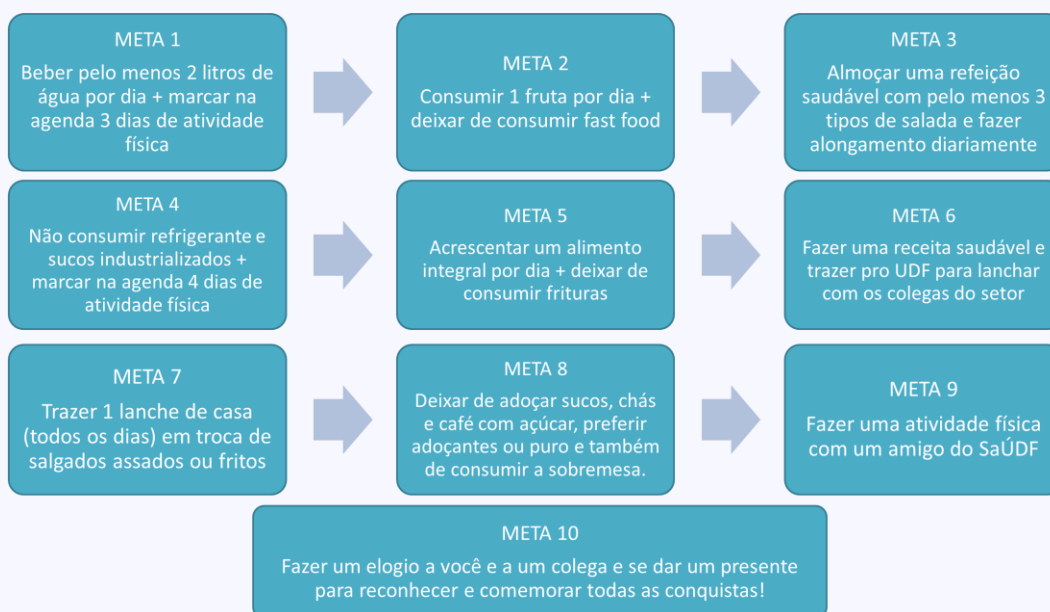 META 1
Beber pelo menos 2 litros de
água por dia + marcar na
agenda 3 dias de atividade
física
META 2
Consumir 1 fruta por dia +
deixar de consumir fast food
META 3
Almoçar uma refeição
saudável com pelo menos 3
tipos de salada e fazer
alongamento diariamente
META 4
Não consumir refrigerante e
sucos industrializados +
marcar na agenda 4 dias de
atividade física
META 5
Acrescentar um alimento
integral por dia + deixar de
consumir frituras
META 6
Fazer uma receita saudável e
trazer pro UDF para lanchar
com os colegas do setor
META 7
Trazer 1 lanche de casa
(todos os dias) em troca de
salgados assados ou fritos
META 8
Deixar de adoçar sucos, chás
e café com açúcar, preferir
adoçantes ou puro e também
de consumir a sobremesa.
META 9
Fazer uma atividade física
com um amigo do SaÚDF
META 10
Fazer um elogio a você e a um colega e se dar um presente
para reconhecer e comemorar todas as conquistas!